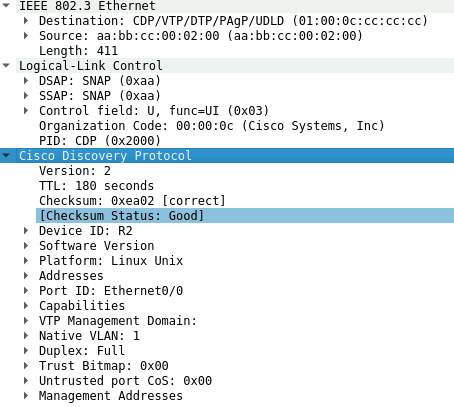 IEEE 802.3 Ethernet
Destination: CDP/VTP/DTP/PAgP/UDLD (01:00:0c:cc:cc:cc)
Source: aa:bb:cc:00:02:00 (aa:bb:cc:00:02:00)
Length: 411
Logical-Link Control
DSAP: SNAP (0xaa)
SSAP: SNAP (0xaa)
Control field: U, func=UI (0x03)
Organization Code: 00:00:0c (Cisco Systems, Inc)
PID: CDP (0x2000)
Cisco Discovery Protocol
Version: 2
TTL: 180 seconds
Checksum: 0xea02 [correct]
[Checksum Status: Good]
Device ID: R2
Software Version
Platform: Linux Unix
Addresses
Port ID: Ethernet0/0
Capabilities
VTP Management Domain:
Native VLAN: 1
Duplex: Full
Trust Bitmap: 0x00
Untrusted port CoS: 0x00
Management Addresses